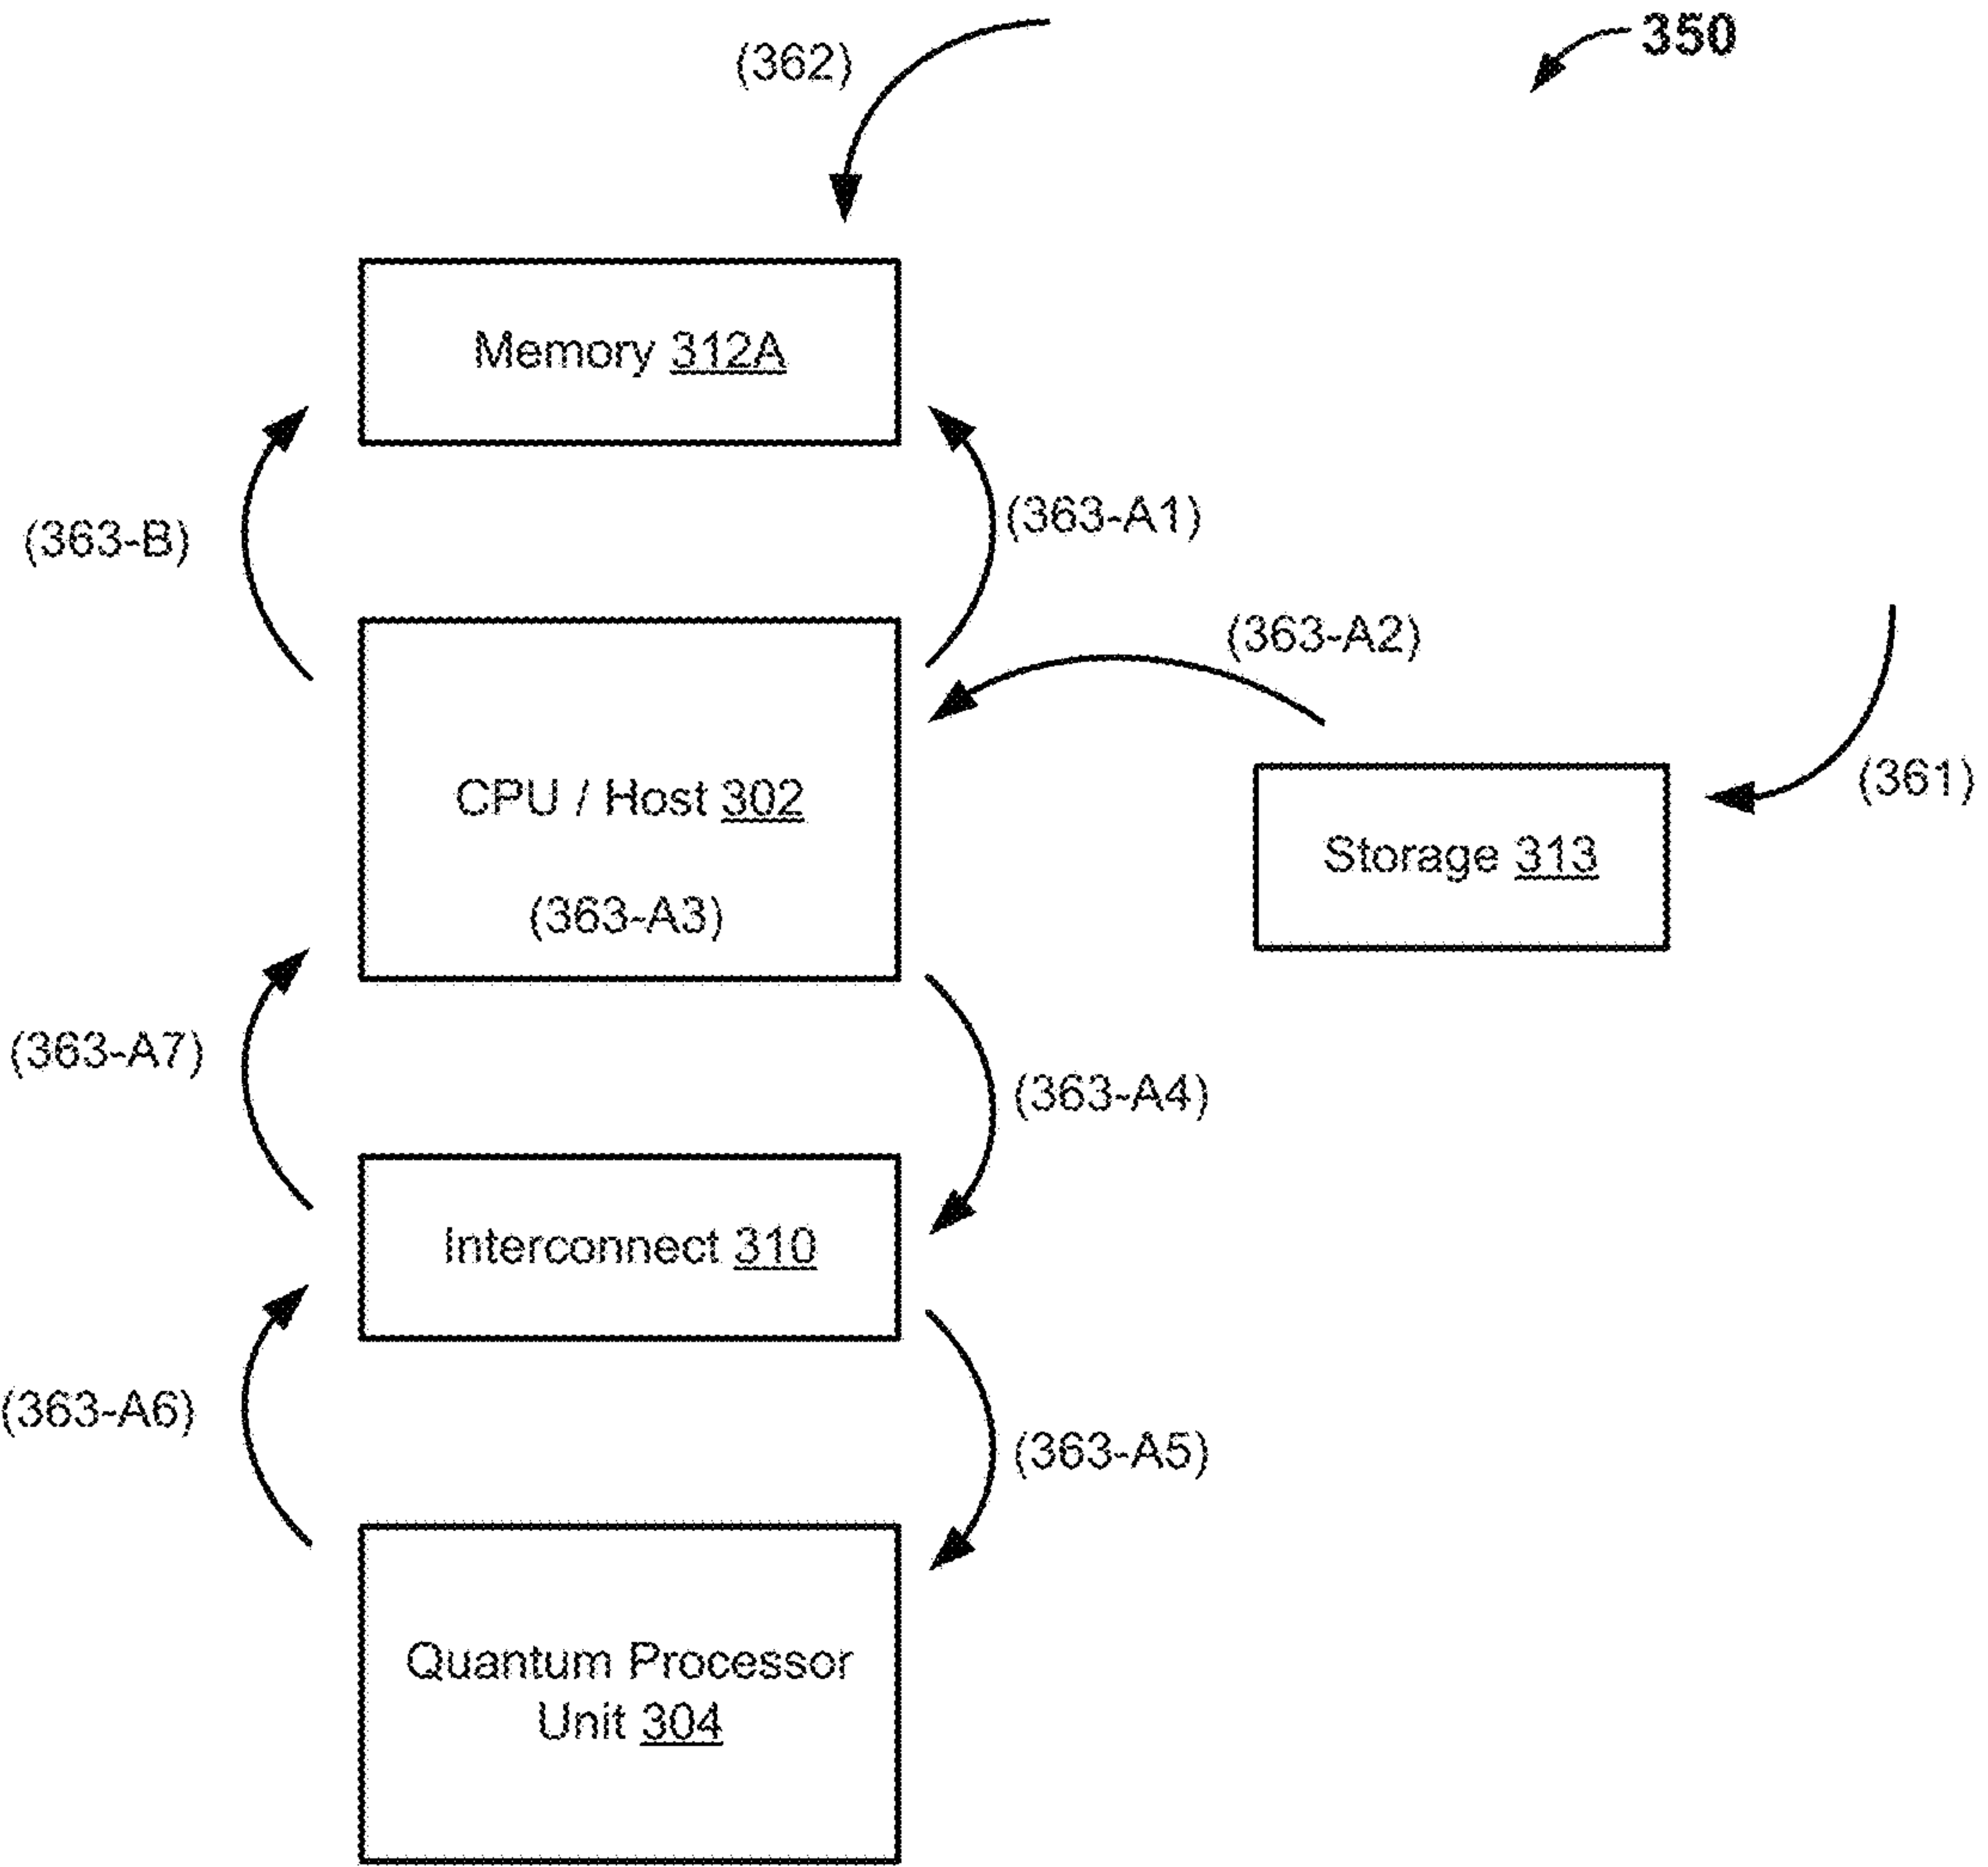 (362)
350
Memory 312A
(363-B)
(363-A1)
(363-A2)
(361)
CPU / Host 302
Storage 313
(363-A3)
(363-A7)
(363-A4)
Interconnect 310
(363-A6)
(363-A5)
Quantum Processor
Unit 304